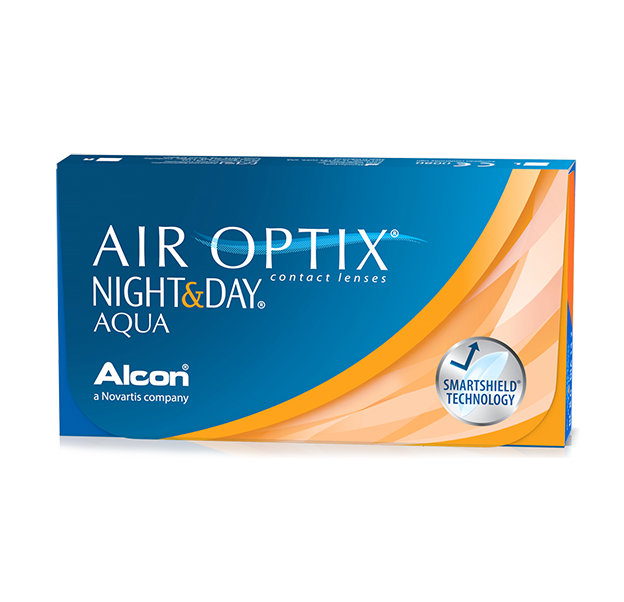 AIR OPTIX®
contact lenses
NIGHT&DAY®
AQUA
Alcon®
a Novartis company
SMARTSHIELD®
TECHNOLOGY